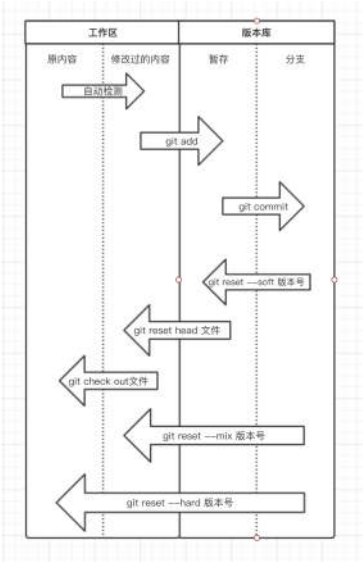 工作区 版本库
原内容 修改过的内容 暂存 分支
自动检测
git add
git commit
git reset --soft 版本号
git reset head 文件
git check out文件
git reset --mix 版本号
git reset --hard 版本号